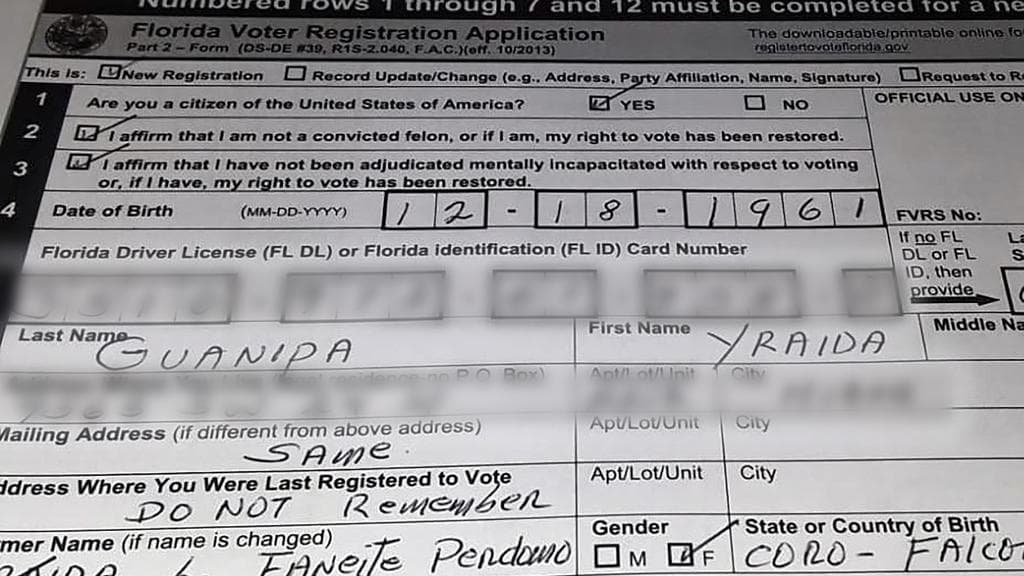 Numbered rows 1 through 7 and 12 must be completed for a ne
Florida Voter Registration Application
Part 2 – Form (DS-DE #39, R1S-2.040, F.A.C.)(eff. 10/2013)
The downloadable/printable online fo
registertovoteflorida.gov
This is: New Registration Record Update/Change (e.g., Address, Party Affiliation, Name, Signature) Request to R
1 Are you a citizen of the United States of America? YES NO OFFICIAL USE ON
2 I affirm that I am not a convicted felon, or if I am, my right to vote has been restored.
3 I affirm that I have not been adjudicated mentally incapacitated with respect to voting
or, if I have, my right to vote has been restored.
4 Date of Birth (MM-DD-YYYY) 12 - 18 - 1961 FVRS No:
Florida Driver License (FL DL) or Florida identification (FL ID) Card Number
If no FL
DL or FL
ID, then
provide
Last Name GUANIPA First Name YRAIDA Middle Na
P.O. Box) Apt/Lot/Unit City
Mailing Address (if different from above address) Apt/Lot/Unit City
SAme.
ddress Where You Were Last Registered to Vote Apt/Lot/Unit City
DO NOT Remember
mer Name (if name is changed) Gender State or Country of Birth
M F CORO - FALCO